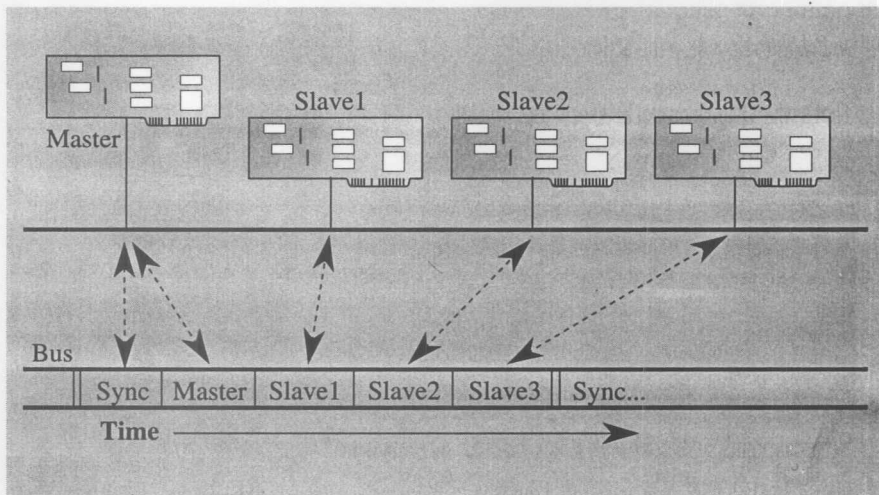 Slave1 Slave2 Slave3
Master
Bus
Sync Master Slave1 Slave2 Slave3 Sync...
Time